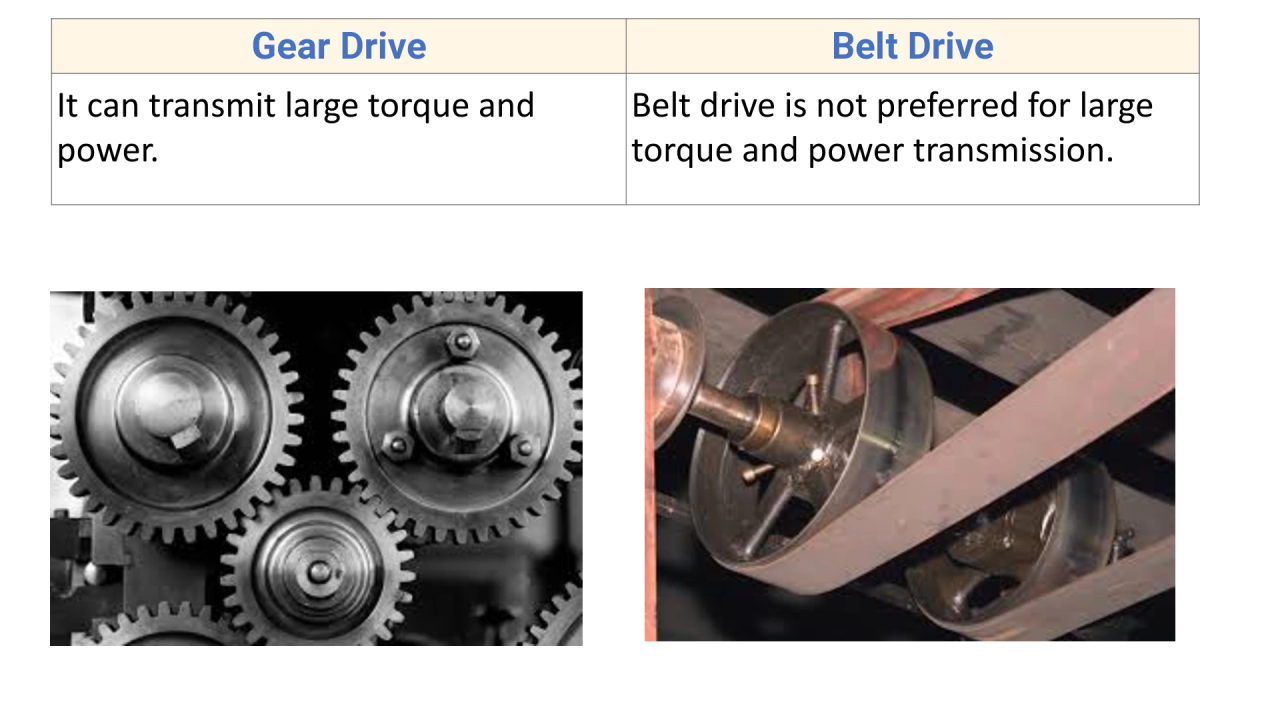 Gear Drive
Belt Drive
It can transmit large torque and
power.
Belt drive is not preferred for large
torque and power transmission.